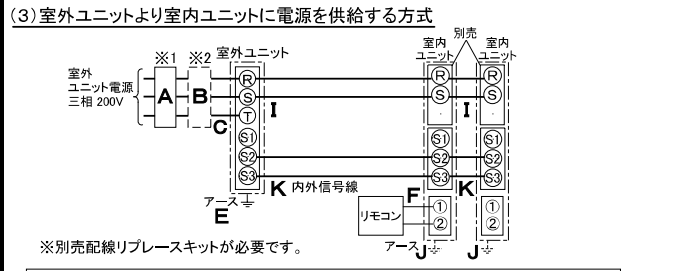 (3)室外ユニットより室内ユニットに電源を供給する方式
別売
※1 ※2 室外ユニット 室内ユニット 室内ユニット
室外
ユニット電源
三相 200V
A B C
R S T S1 S2 S3
I
R S S1 S2 S3 ① ②
I
R S S1 S2 S3 ① ②
K 内外信号線
F K
アース
E
リモコン
アース J J
※別売配線リプレースキットが必要です。